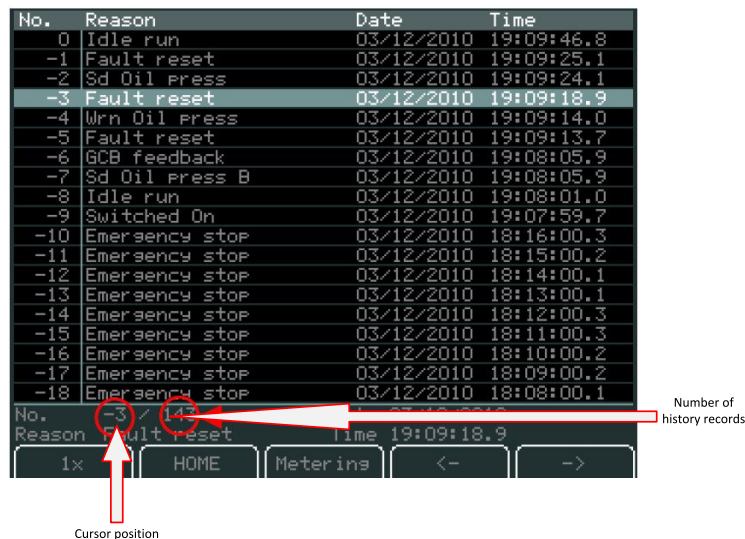 No. Reason Date Time
0 Idle run 03/12/2010 19:09:46.8
-1 Fault reset 03/12/2010 19:09:25.1
-2 Sd Oil press 03/12/2010 19:09:24.1
-3 Fault reset 03/12/2010 19:09:18.9
-4 Wrn Oil press 03/12/2010 19:09:14.0
-5 Fault reset 03/12/2010 19:09:13.7
-6 GCB feedback 03/12/2010 19:08:05.9
-7 Sd Oil press B 03/12/2010 19:08:05.9
-8 Idle run 03/12/2010 19:08:01.0
-9 Switched On 03/12/2010 19:07:59.7
-10 Emergency stop 03/12/2010 18:16:00.3
-11 Emergency stop 03/12/2010 18:15:00.2
-12 Emergency stop 03/12/2010 18:14:00.1
-13 Emergency stop 03/12/2010 18:13:00.1
-14 Emergency stop 03/12/2010 18:12:00.3
-15 Emergency stop 03/12/2010 18:11:00.3
-16 Emergency stop 03/12/2010 18:10:00.2
-17 Emergency stop 03/12/2010 18:09:00.2
-18 Emergency stop 03/12/2010 18:08:00.1
No. -3 / 143
Reason Fault reset Time 19:09:18.9
1x HOME Metering <- ->
Number of
history records
Cursor position